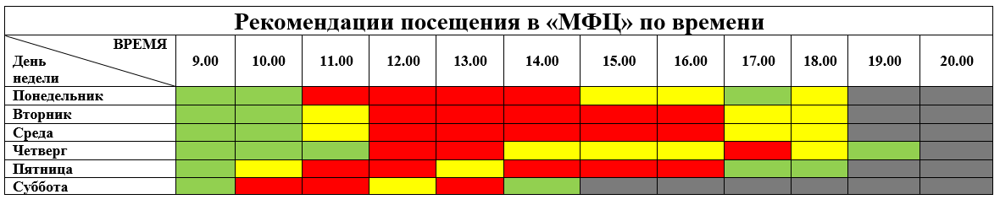 Рекомендации посещения в «МФЦ» по времени
ВРЕМЯ
День
недели
9.00 10.00 11.00 12.00 13.00 14.00 15.00 16.00 17.00 18.00 19.00 20.00
Понедельник
Вторник
Среда
Четверг
Пятница
Суббота